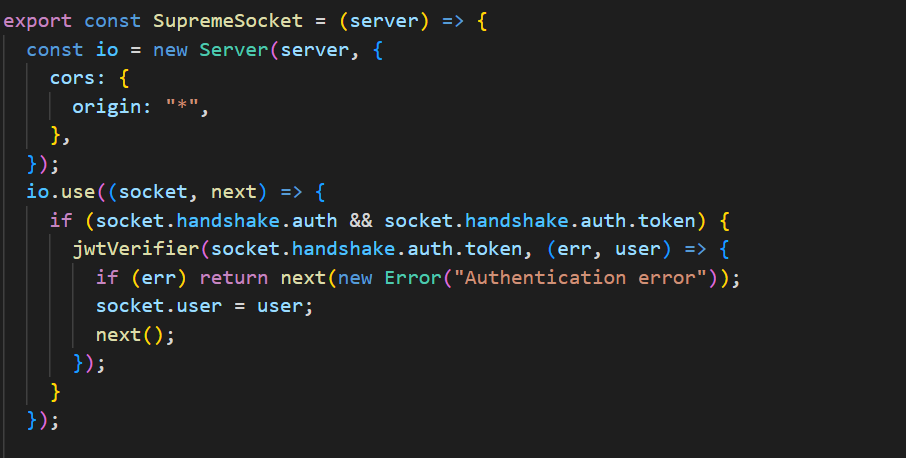 export const SupremeSocket = (server) => {
  const io = new Server(server, {
    cors: {
      origin: "*",
    },
  });
  io.use((socket, next) => {
    if (socket.handshake.auth && socket.handshake.auth.token) {
      jwtVerifier(socket.handshake.auth.token, (err, user) => {
        if (err) return next(new Error("Authentication error"));
        socket.user = user;
        next();
      });
    }
  });